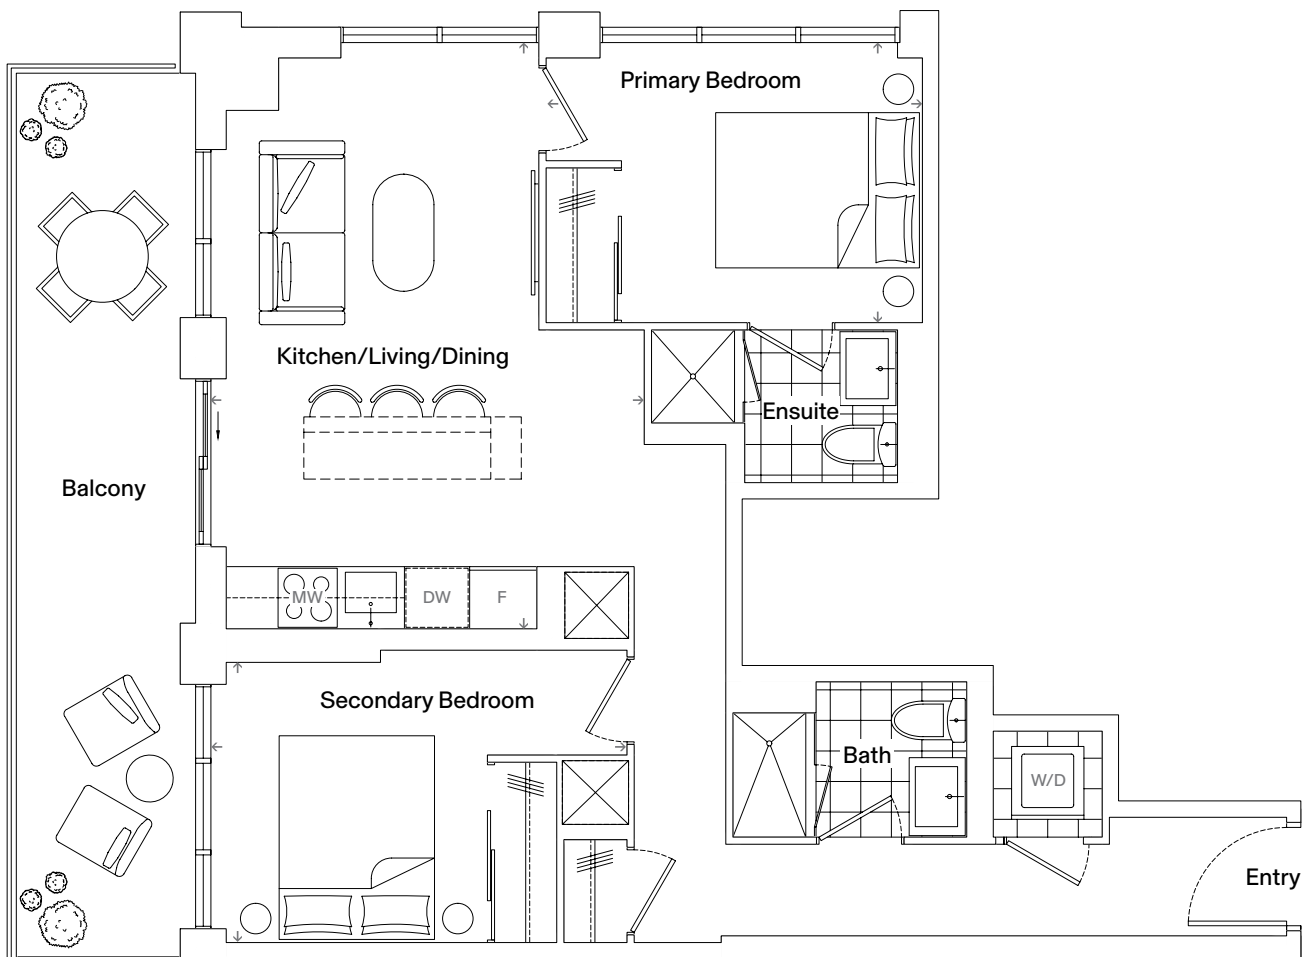 Primary Bedroom
Kitchen/Living/Dining
Ensuite
Balcony
MW
DW
F
Secondary Bedroom
Bath
W/D
Entry